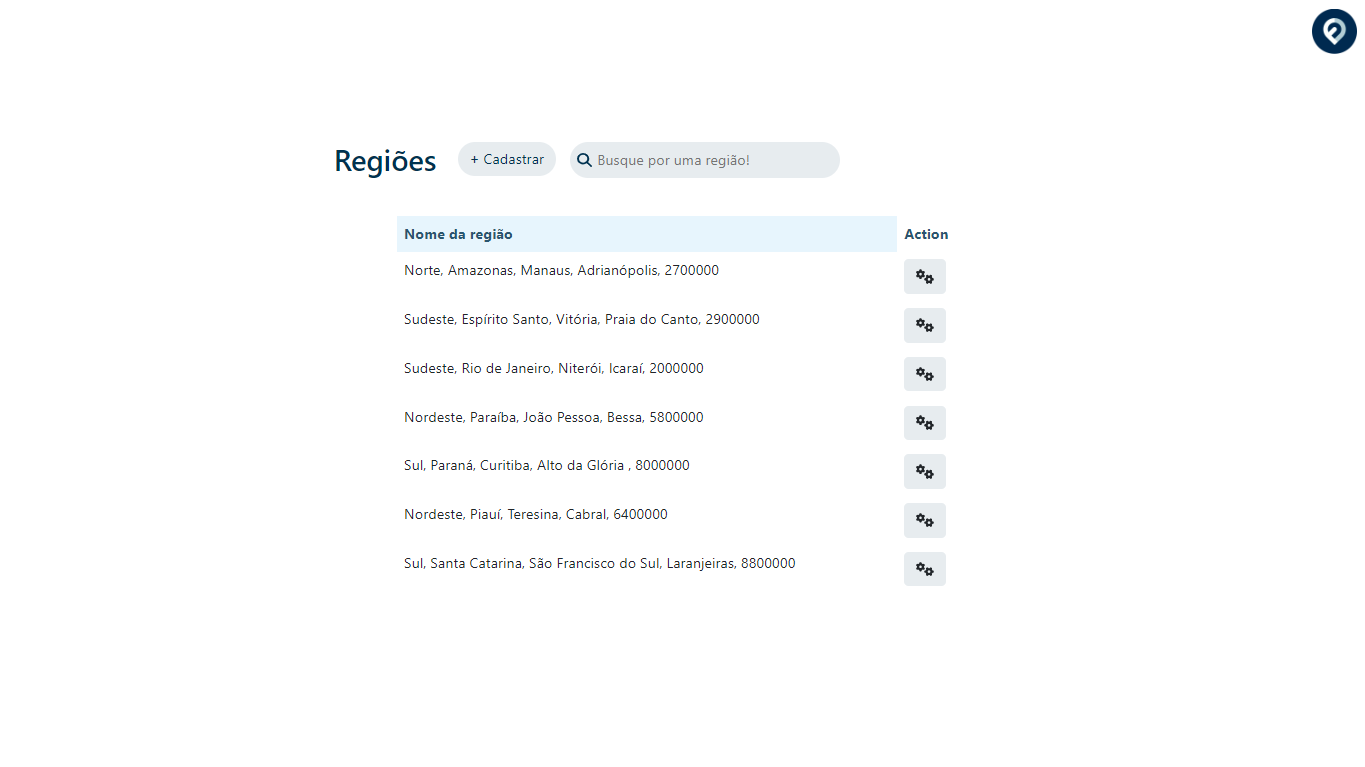 Regiões
+ Cadastrar
Busque por uma região!
Nome da região Action
Norte, Amazonas, Manaus, Adrianópolis, 2700000
Sudeste, Espírito Santo, Vitória, Praia do Canto, 2900000
Sudeste, Rio de Janeiro, Niterói, Icaraí, 2000000
Nordeste, Paraíba, João Pessoa, Bessa, 5800000
Sul, Paraná, Curitiba, Alto da Glória , 8000000
Nordeste, Piauí, Teresina, Cabral, 6400000
Sul, Santa Catarina, São Francisco do Sul, Laranjeiras, 8800000